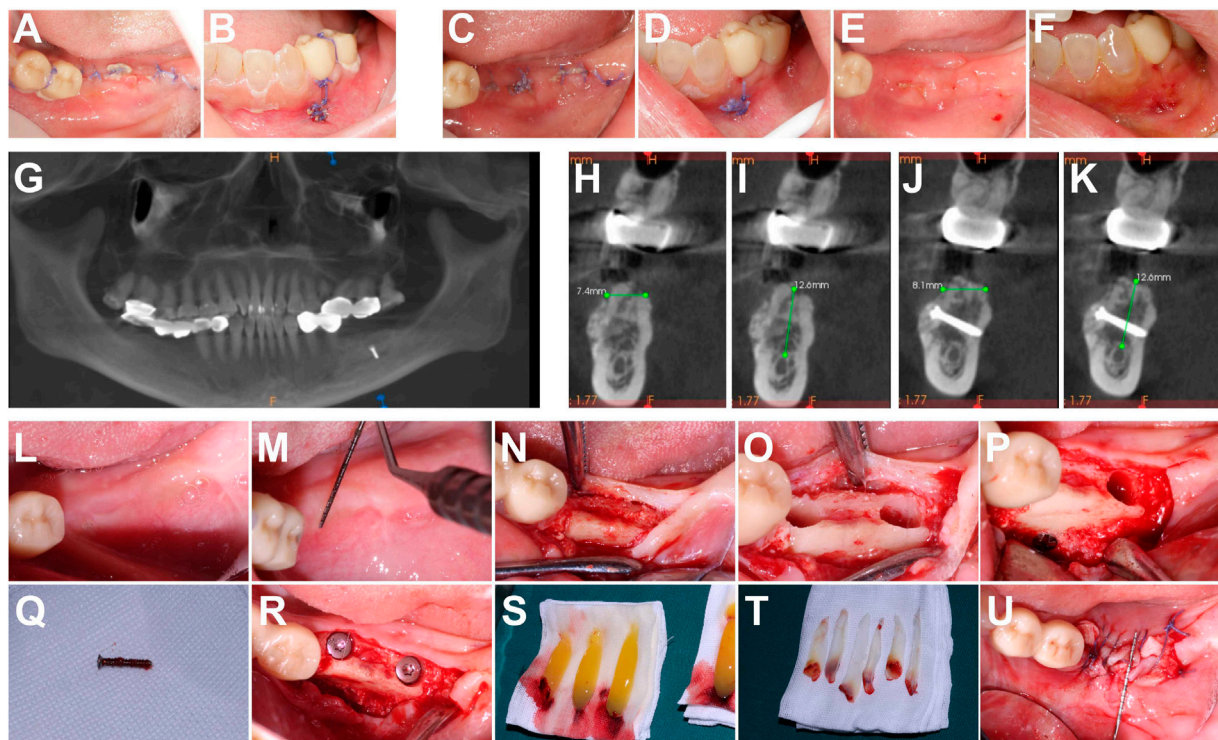 A B C D E F
G H I J K
mm H mm H mm H mm H
H
7.4mm 12.6mm 8.1mm 12.6mm
F : 1.77 F : 1.77 F : 1.77 F : 1.77 F
L M N O P
Q R S T U